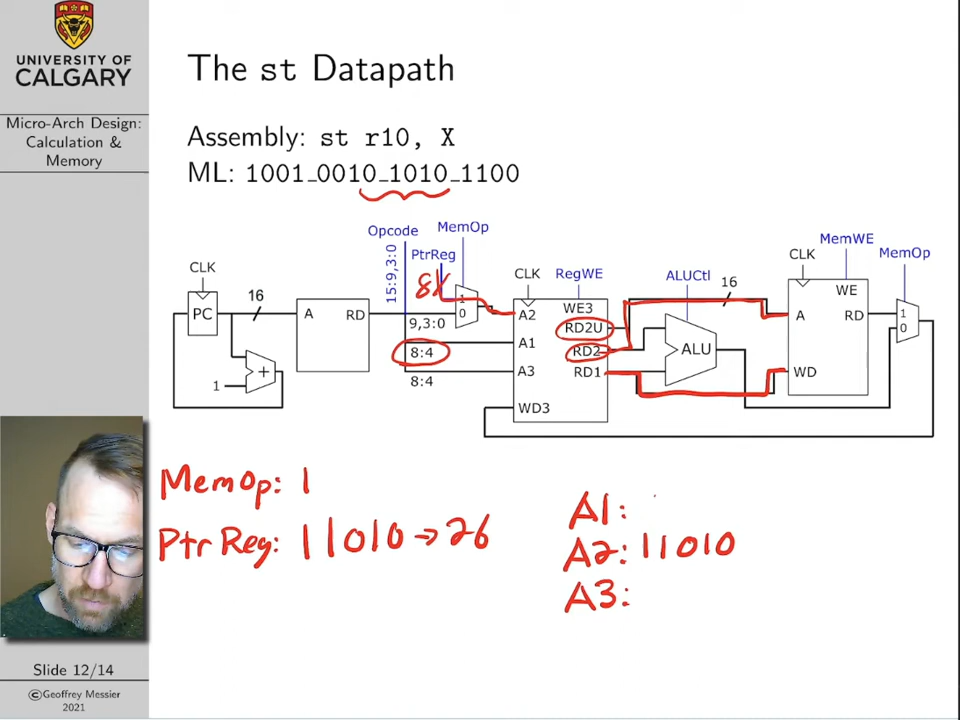 UNIVERSITY OF
CALGARY
Micro-Arch Design:
Calculation &
Memory
The st Datapath
Assembly: st r10, X
ML: 1001_0010_1010_1100
Opcode
MemOp
15:9,3:0
PtrReg
CLK
PC
16
A
RD
1
+
9,3:0
8:4
8:4
1
0
CLK
RegWE
WE3
A2
RD2U
A1
RD2
A3
RD1
WD3
ALUCtl
ALU
16
CLK
MemWE
MemOp
WE
A
RD
WD
1
0
MemOp: 1
Ptr Reg: 11010 → 26
A1:
A2: 11010
A3:
Slide 12/14
©Geoffrey Messier
2021